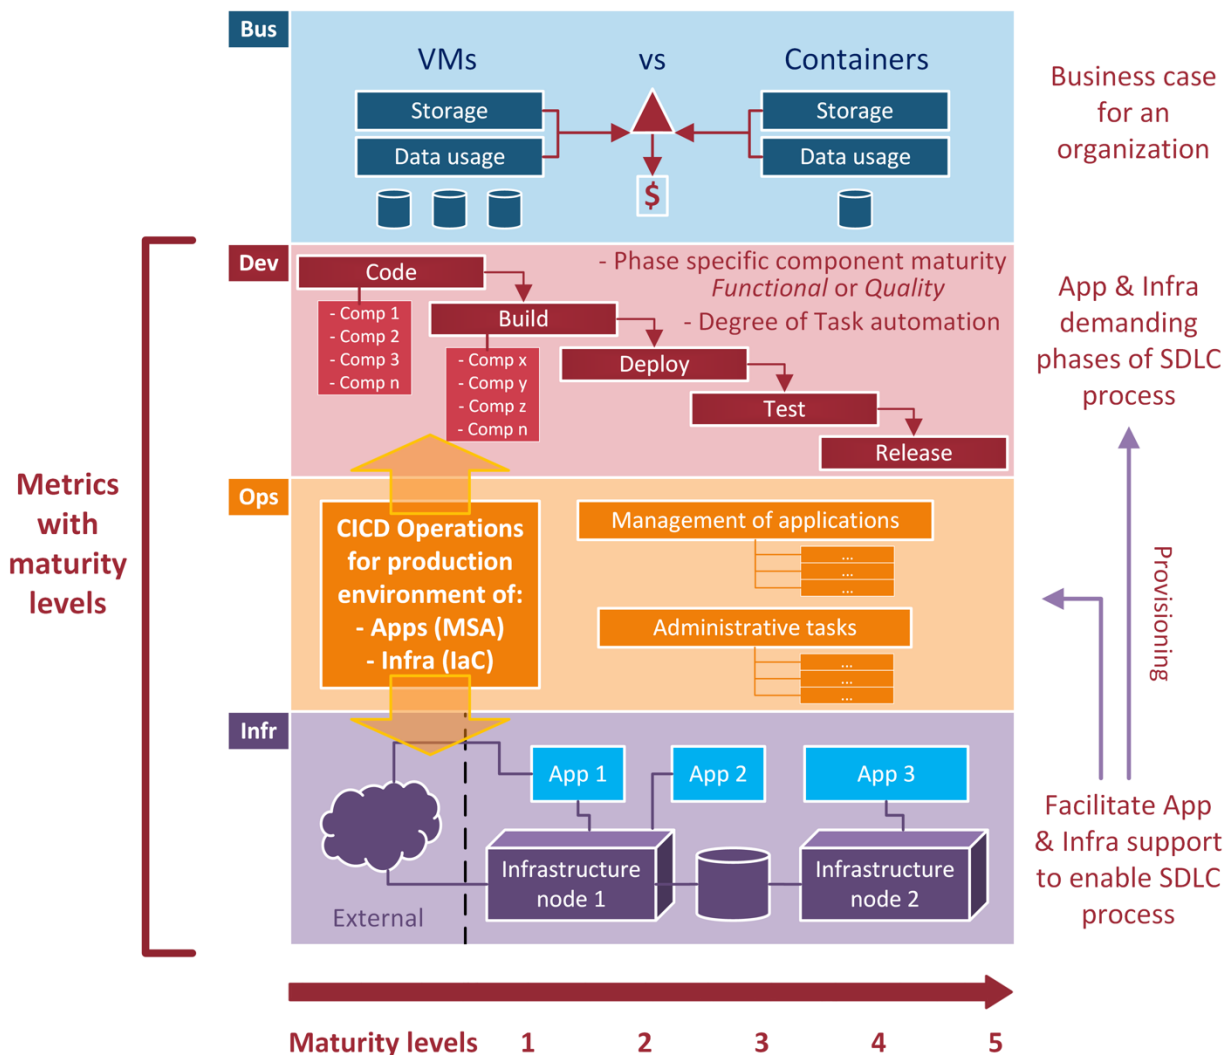 Bus
VMs
vs
Containers
Storage
Data usage
$
Storage
Data usage
Business case
for an
organization
Dev
Code
- Comp 1
- Comp 2
- Comp 3
- Comp n
Build
- Comp x
- Comp y
- Comp z
- Comp n
Deploy
Test
Release
- Phase specific component maturity
Functional or Quality
- Degree of Task automation
App & Infra
demanding
phases of SDLC
process
Metrics
with
maturity
levels
Ops
CICD Operations
for production
environment of:
- Apps (MSA)
- Infra (IaC)
Management of applications
...
...
...
Administrative tasks
...
...
...
Provisioning
Infr
App 1
App 2
App 3
Infrastructure
node 1
Infrastructure
node 2
External
Facilitate App
& Infra support
to enable SDLC
process
Maturity levels 1 2 3 4 5